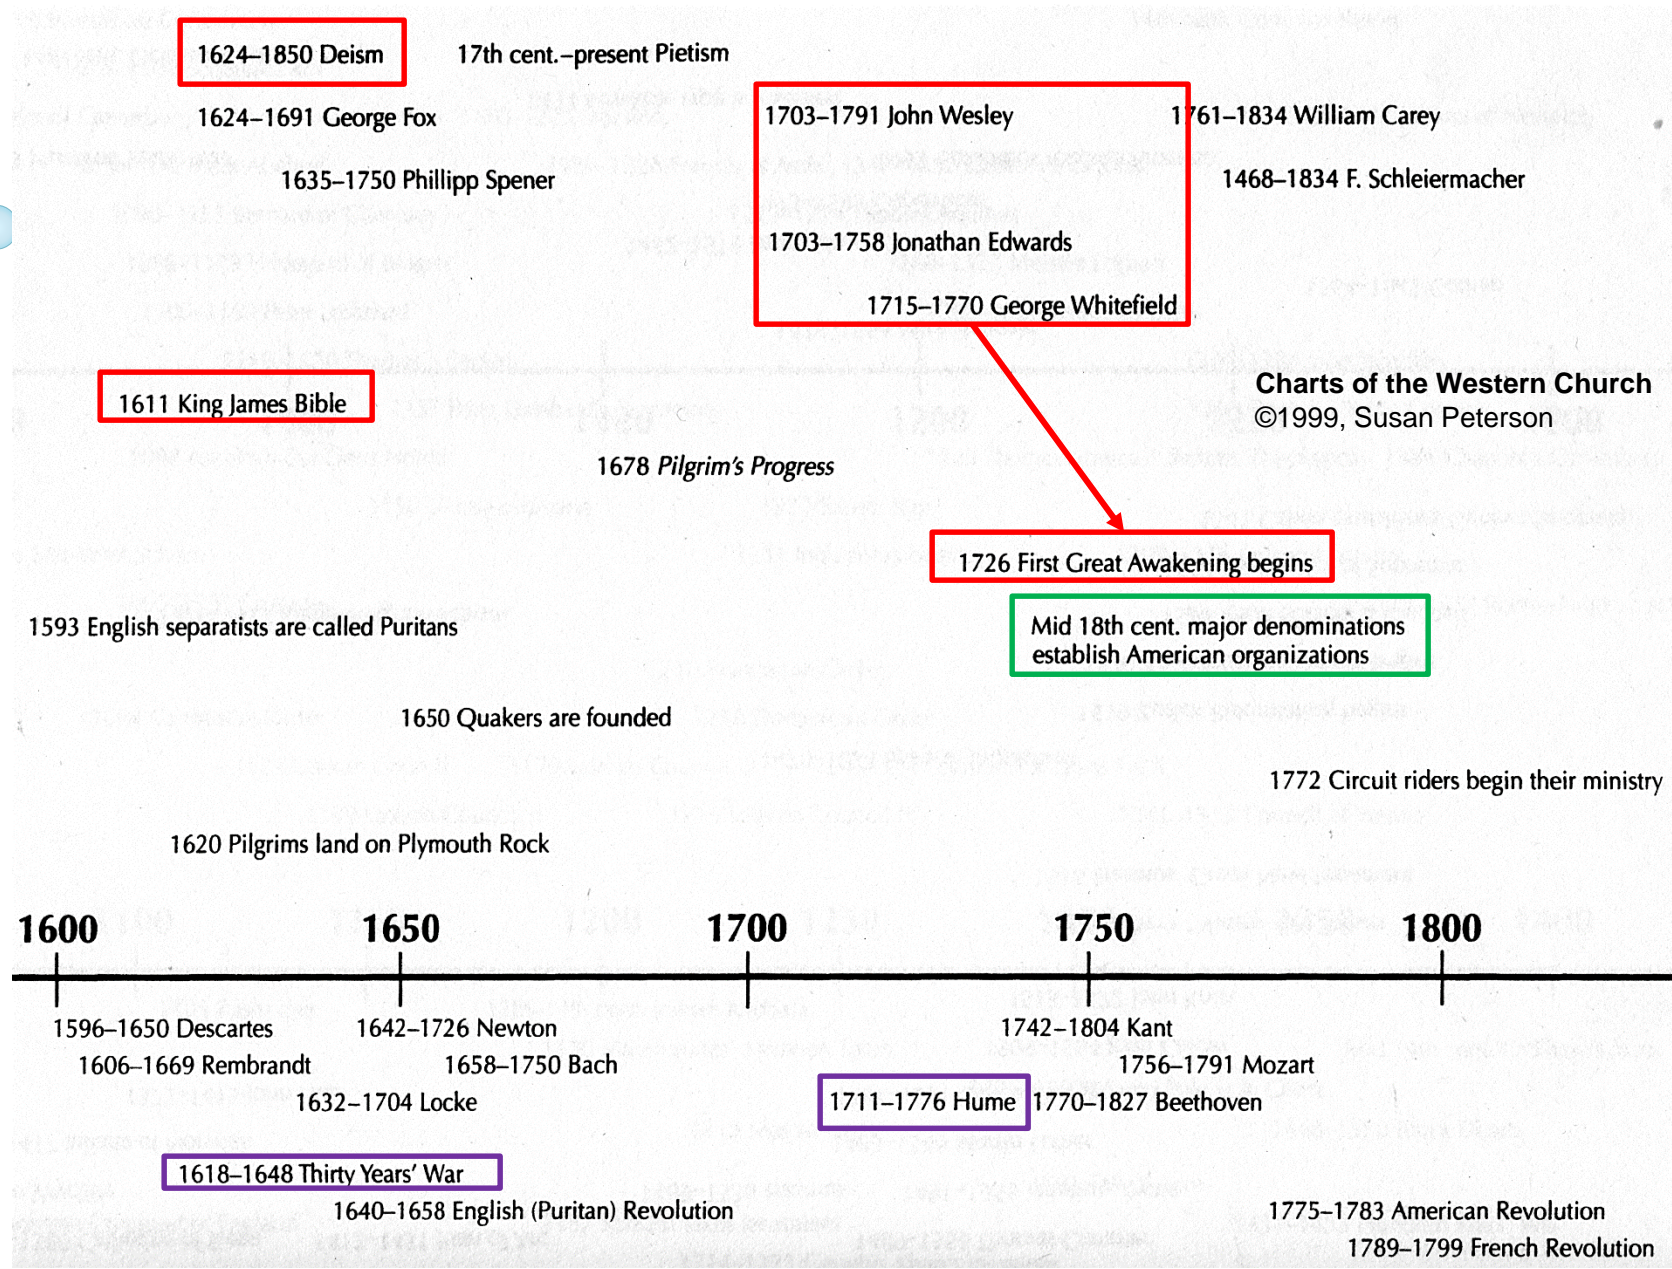 1624–1850 Deism
17th cent.–present Pietism
1624–1691 George Fox
1703–1791 John Wesley
1761–1834 William Carey
1635–1750 Phillipp Spener
1468–1834 F. Schleiermacher
1703–1758 Jonathan Edwards
1715–1770 George Whitefield
1611 King James Bible
Charts of the Western Church
©1999, Susan Peterson
1678 Pilgrim's Progress
1726 First Great Awakening begins
1593 English separatists are called Puritans
Mid 18th cent. major denominations
establish American organizations
1650 Quakers are founded
1772 Circuit riders begin their ministry
1620 Pilgrims land on Plymouth Rock
1600 1650 1700 1750 1800
1596–1650 Descartes
1642–1726 Newton
1742–1804 Kant
1606–1669 Rembrandt
1658–1750 Bach
1756–1791 Mozart
1632–1704 Locke
1711–1776 Hume
1770–1827 Beethoven
1618–1648 Thirty Years' War
1640–1658 English (Puritan) Revolution
1775–1783 American Revolution
1789–1799 French Revolution